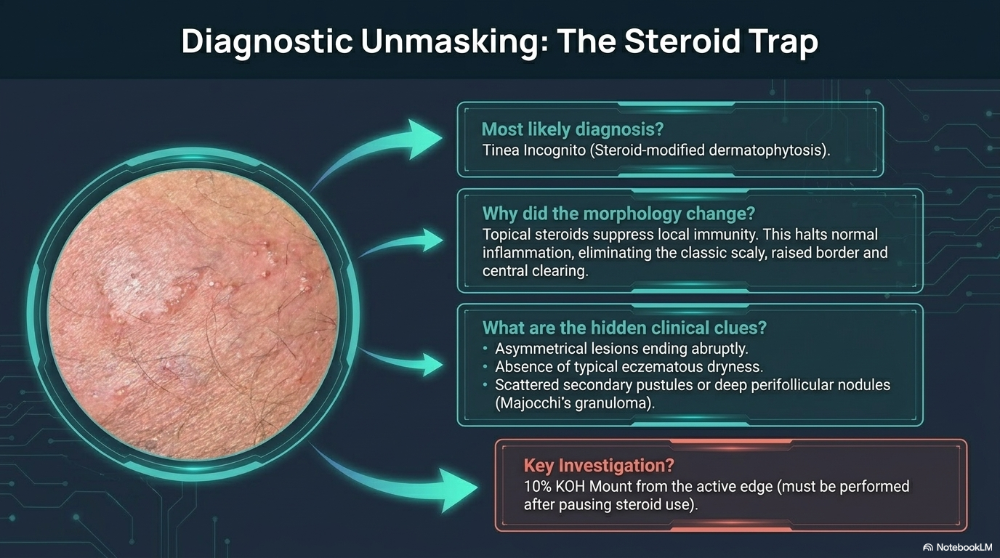 Diagnostic Unmasking: The Steroid Trap
Most likely diagnosis?
Tinea Incognito (Steroid-modified dermatophytosis).
Why did the morphology change?
Topical steroids suppress local immunity. This halts normal
inflammation, eliminating the classic scaly, raised border and
central clearing.
What are the hidden clinical clues?
• Asymmetrical lesions ending abruptly.
• Absence of typical eczematous dryness.
• Scattered secondary pustules or deep perifollicular nodules
(Majocchi's granuloma).
Key Investigation?
10% KOH Mount from the active edge (must be performed
after pausing steroid use).
NotebookLM